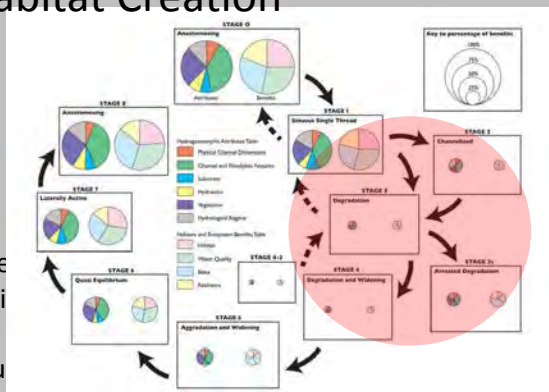 abitat Creation
STAGE 0
Anastomosing
Attributes
Benefits
Key to percentage of benefits
100%
75%
50%
25%
STAGE 1
Sinuous Single Thread
STAGE 2
Channelized
STAGE 3
Degradation
STAGE 3s
Arrested Degradation
STAGE 4
Degradation and Widening
STAGE 4-3
STAGE 5
Aggradation and Widening
STAGE 6
Quasi Equilibrium
STAGE 7
Laterally Active
STAGE 8
Anastomosing
Hydrogeomorphic Attributes Table
Physical Channel Dimensions
Channel and Floodplain Features
Substrate
Hydraulics
Vegetation
Hydrological Regime
Habitat and Ecosystem Benefits Table
Habitat
Water Quality
Biota
Resilience